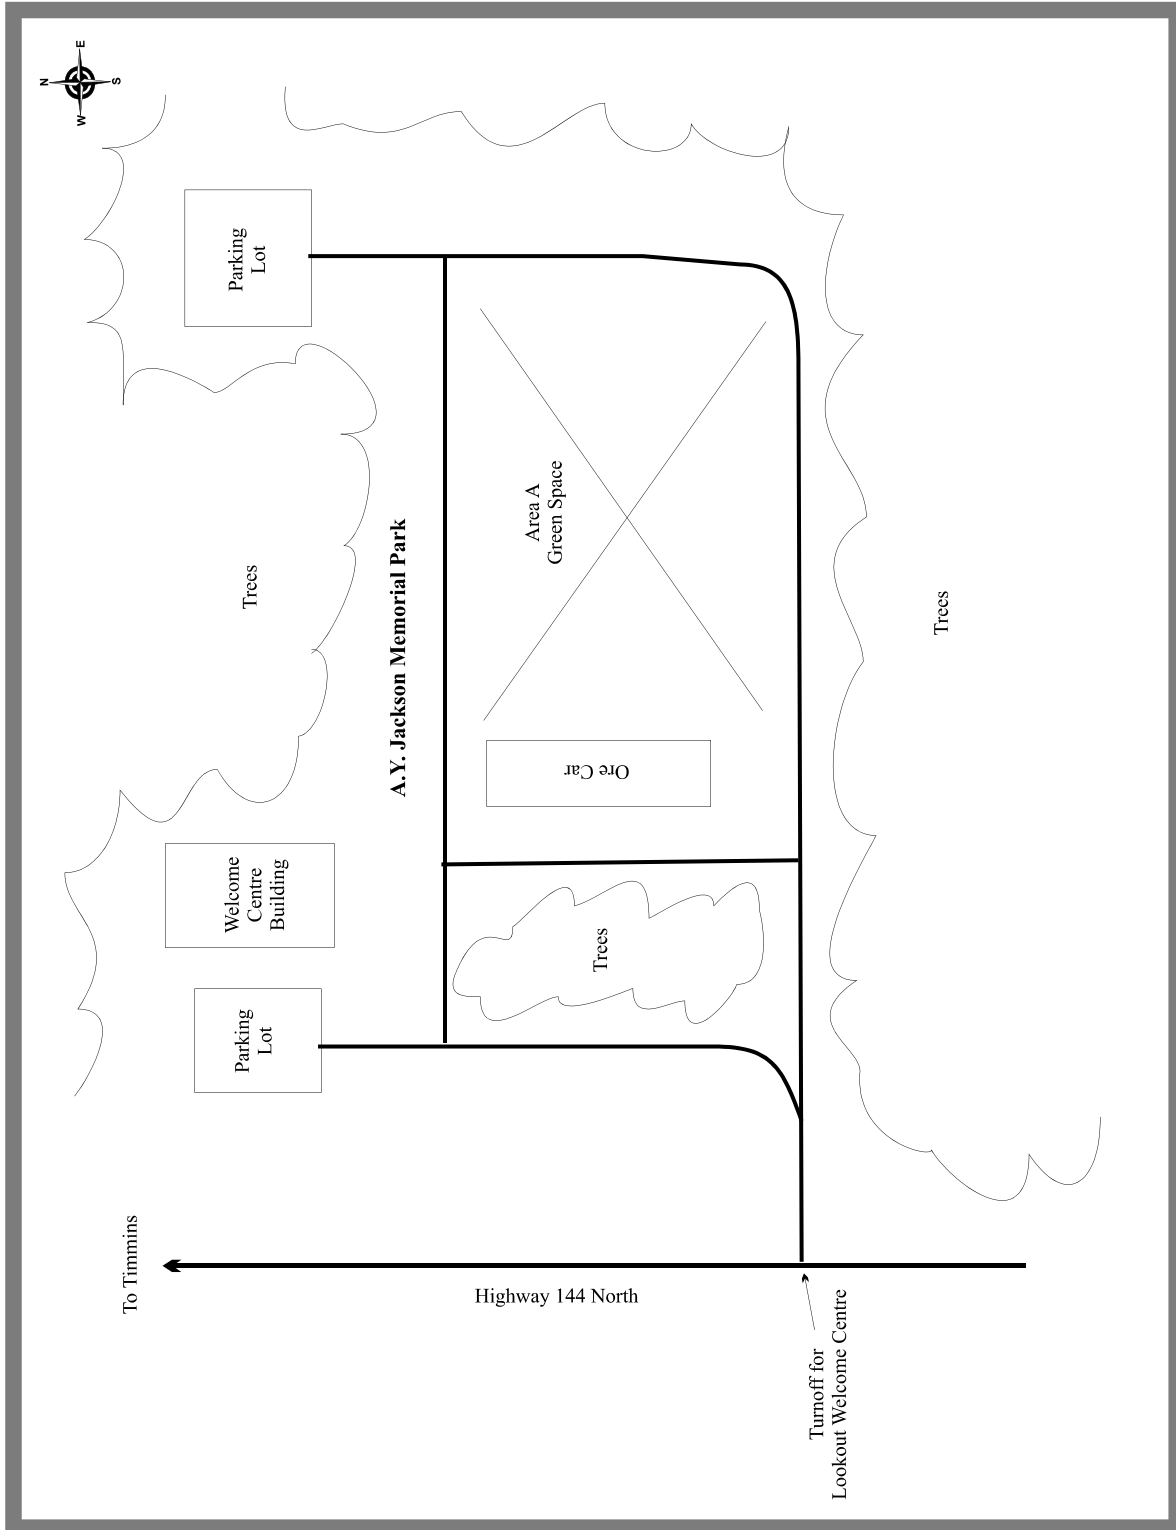 N
E
S
W
Parking
Lot
Trees
A.Y. Jackson Memorial Park
Area A
Green Space
Trees
Ore Car
Welcome
Centre
Building
Trees
Parking
Lot
To Timmins
Highway 144 North
Turnoff for
Lookout Welcome Centre